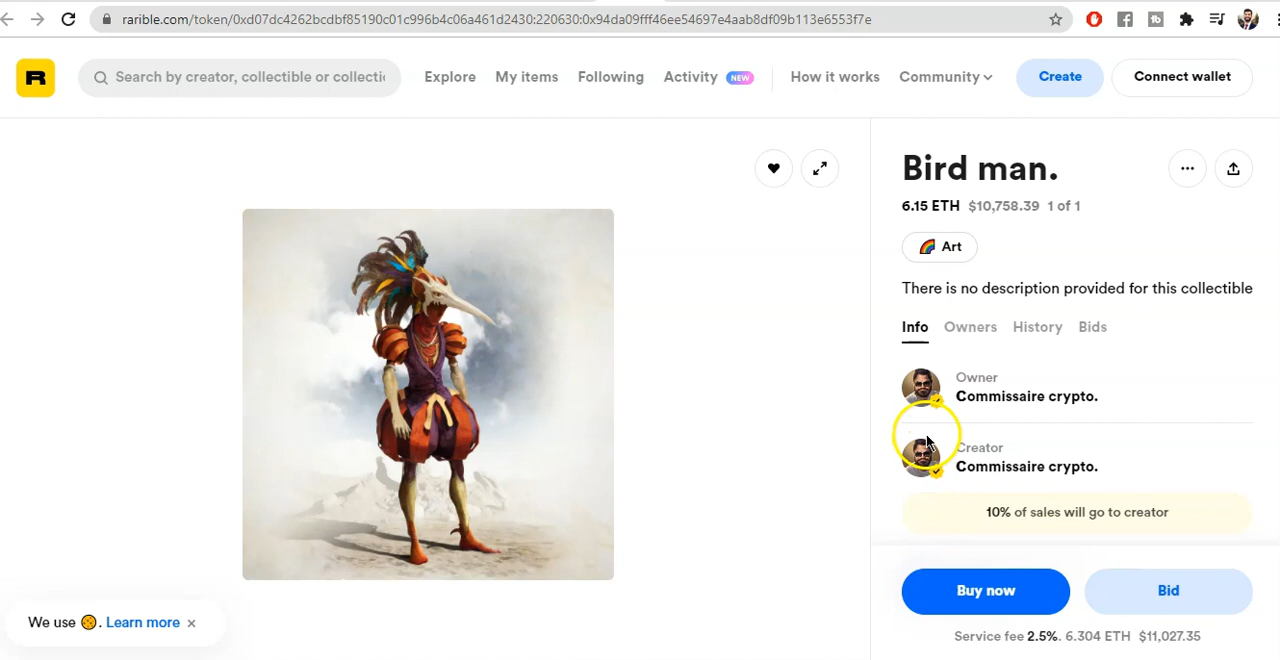 rarible.com/token/0xd07dc4262bcdbf85190c01c996b4c06a461d2430:220630:0x94da09fff46ee54697e4aab8df09b113e6553f7e
R Search by creator, collectible or collecti Explore My items Following Activity NEW How it works Community Create Connect wallet
Bird man.
6.15 ETH $10,758.39 1 of 1
Art
There is no description provided for this collectible
Info Owners History Bids
Owner
Commissaire crypto.
Creator
Commissaire crypto.
10% of sales will go to creator
Buy now Bid
We use 🍪. Learn more ×
Service fee 2.5%. 6.304 ETH $11,027.35